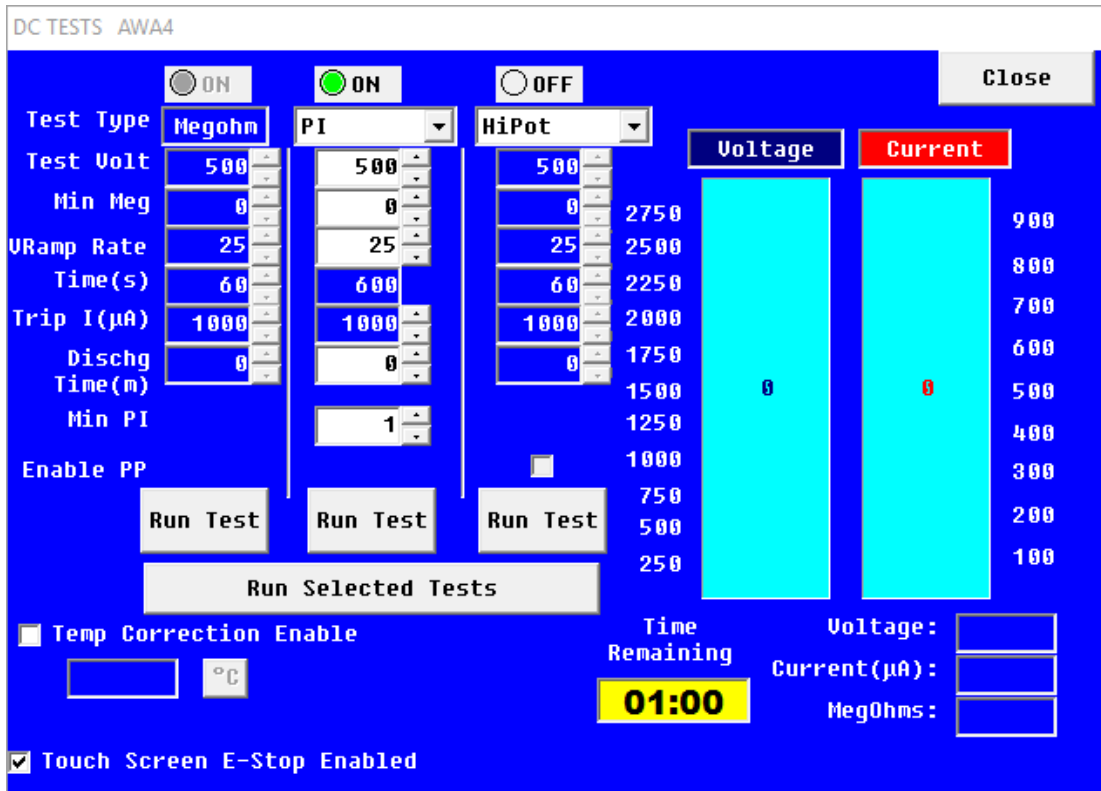 DC TESTS AWA4
Close
ON ON OFF
Test Type Megohm PI HiPot
Test Volt 500 500 500
Min Meg 0 0 0
VRamp Rate 25 25 25
Time(s) 60 600 60
Trip I(µA) 1000 1000 1000
Dischg
Time(m) 0 0 0
Min PI 1
Enable PP
Run Test Run Test Run Test
Run Selected Tests
Temp Correction Enable
°C
Touch Screen E-Stop Enabled
Voltage Current
2750
2500
2250
2000
1750
1500
1250
1000
750
500
250
0 0
900
800
700
600
500
400
300
200
100
Time
Remaining
01:00
Voltage:
Current(µA):
MegOhms: